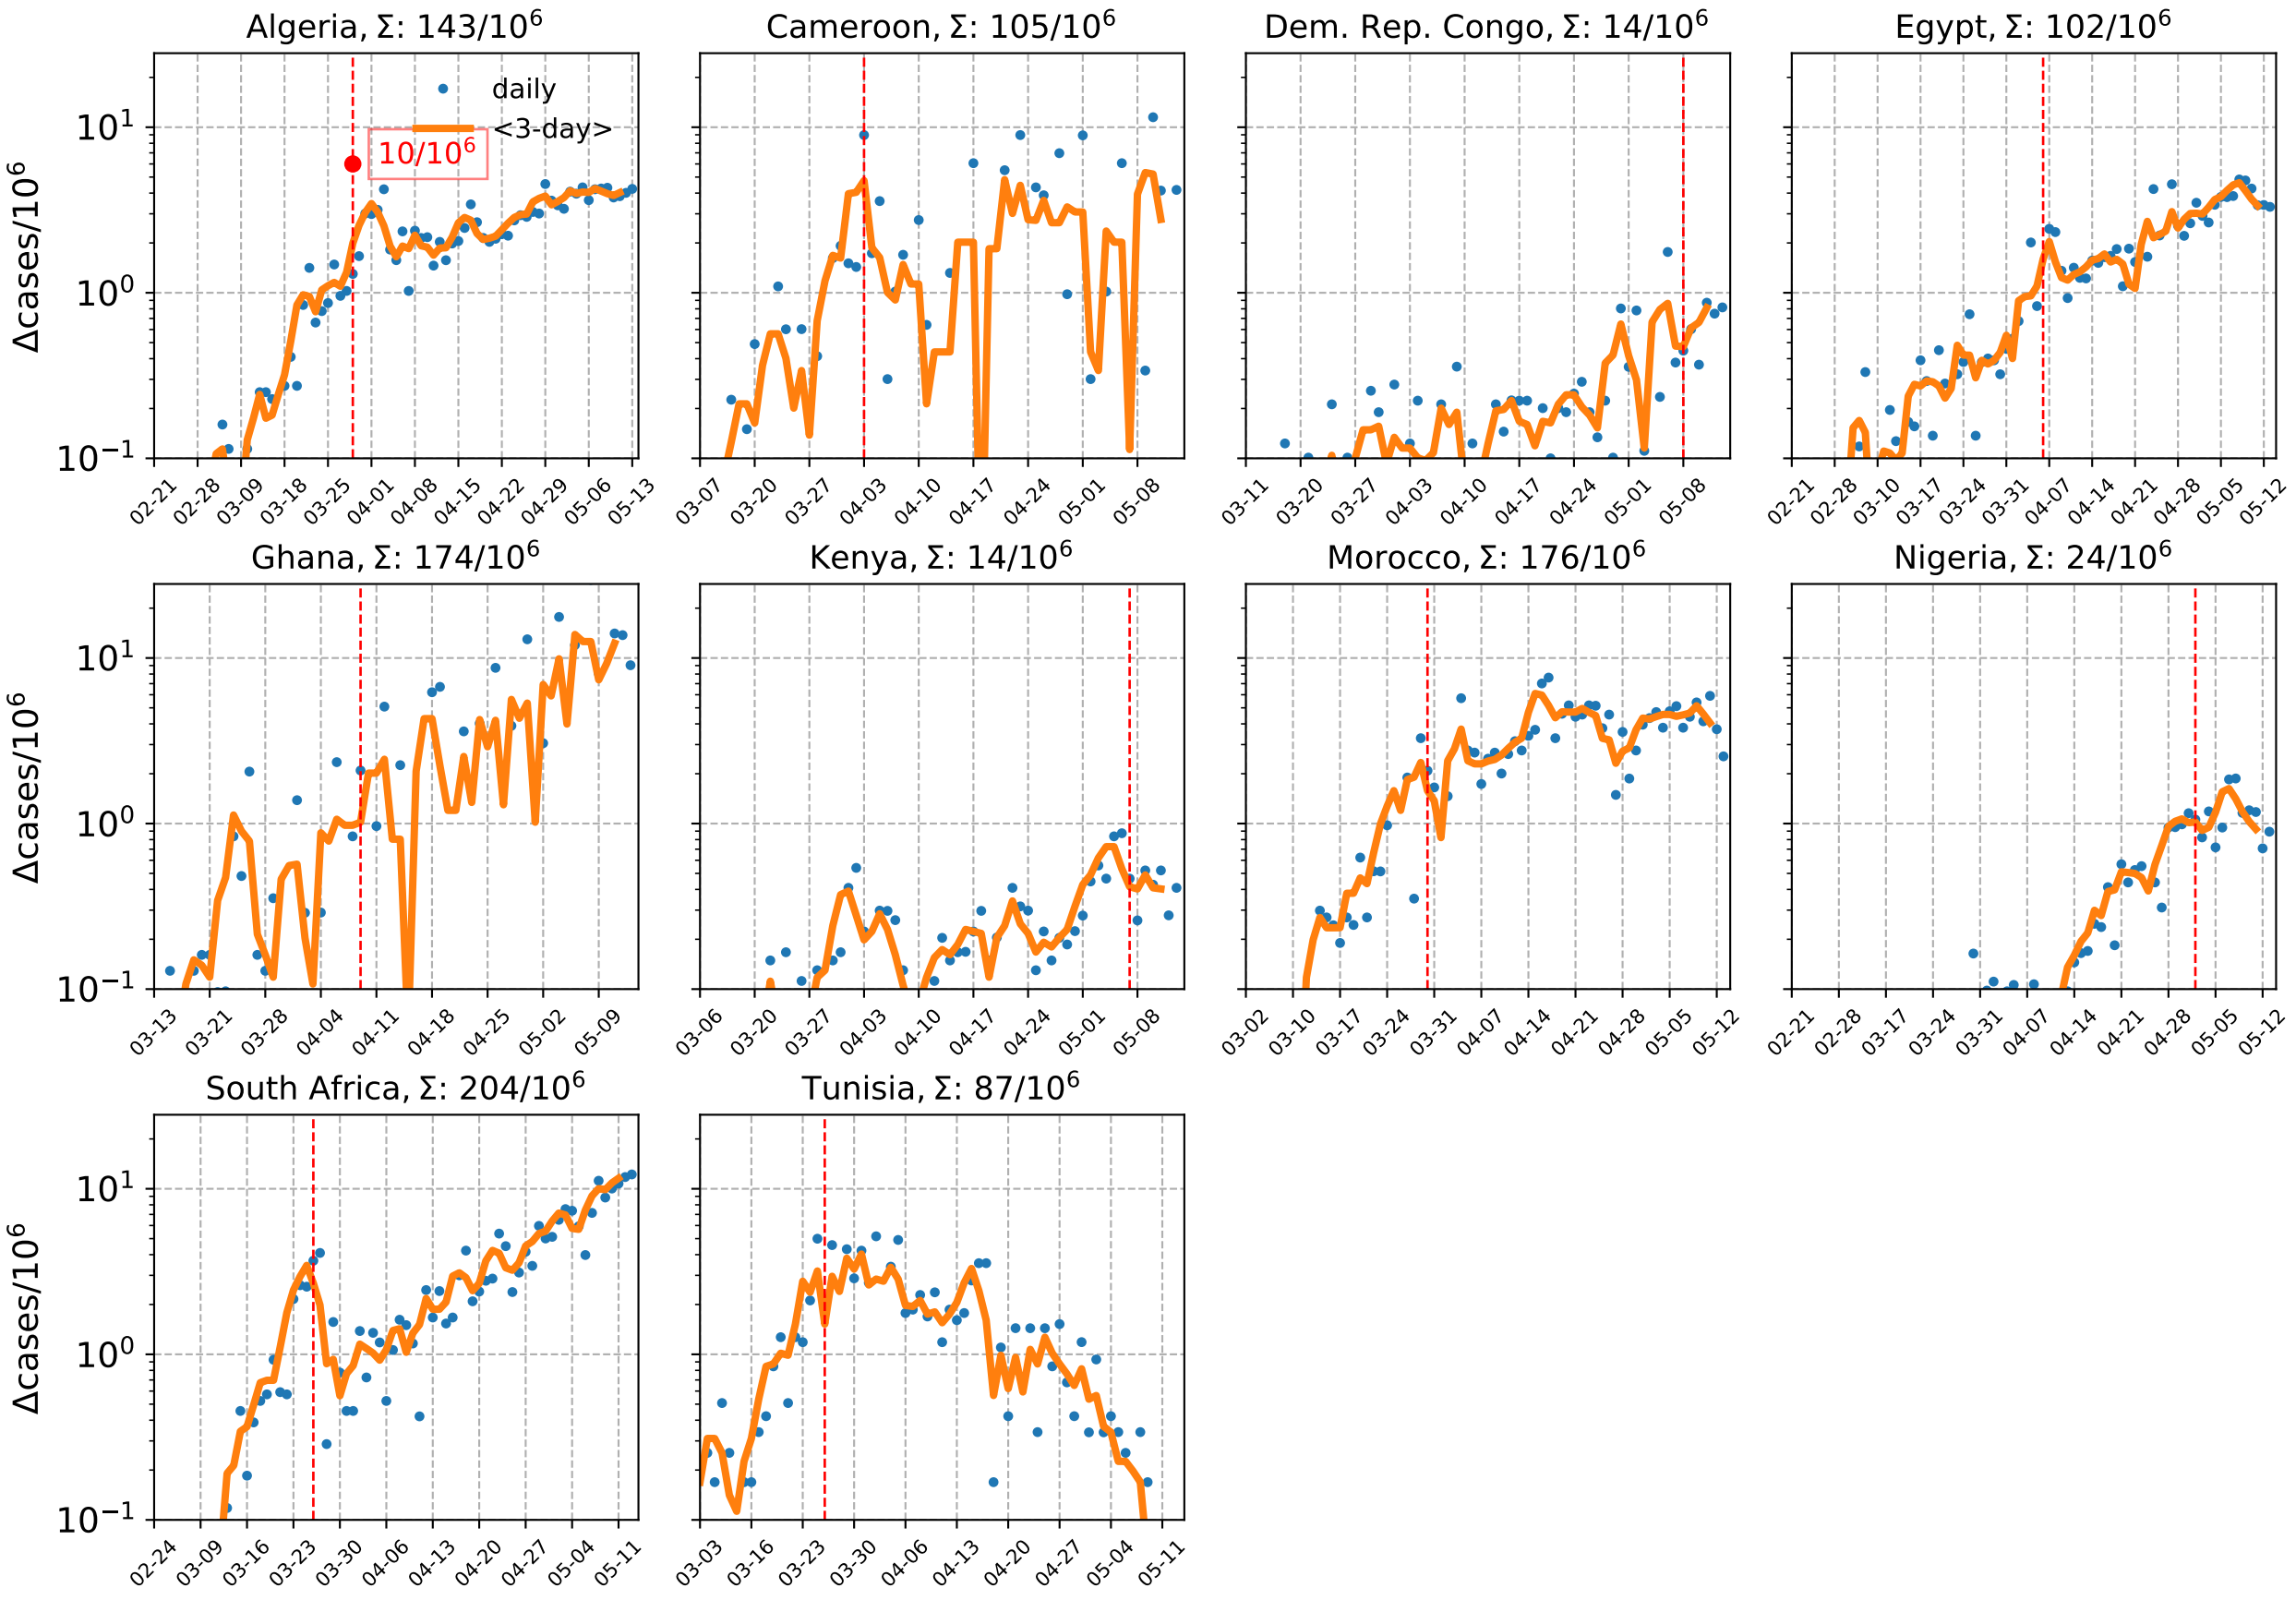 Algeria, Σ: 143/10⁶
Cameroon, Σ: 105/10⁶
Dem. Rep. Congo, Σ: 14/10⁶
Egypt, Σ: 102/10⁶
Δcases/10⁶
10¹
10⁰
10⁻¹
daily
<3-day>
10/10⁶
02-21 02-28 03-09 03-18 03-25 04-01 04-08 04-15 04-22 04-29 05-06 05-13
03-07 03-20 03-27 04-03 04-10 04-17 04-24 05-01 05-08
03-11 03-20 03-27 04-03 04-10 04-17 04-24 05-01 05-08
02-21 02-28 03-10 03-17 03-24 03-31 04-07 04-14 04-21 04-28 05-05 05-12
Ghana, Σ: 174/10⁶
Kenya, Σ: 14/10⁶
Morocco, Σ: 176/10⁶
Nigeria, Σ: 24/10⁶
Δcases/10⁶
10¹
10⁰
10⁻¹
03-13 03-21 03-28 04-04 04-11 04-18 04-25 05-02 05-09
03-06 03-20 03-27 04-03 04-10 04-17 04-24 05-01 05-08
03-02 03-10 03-17 03-24 03-31 04-07 04-14 04-21 04-28 05-05 05-12
02-21 02-28 03-17 03-24 03-31 04-07 04-14 04-21 04-28 05-05 05-12
South Africa, Σ: 204/10⁶
Tunisia, Σ: 87/10⁶
Δcases/10⁶
10¹
10⁰
10⁻¹
02-24 03-09 03-16 03-23 03-30 04-06 04-13 04-20 04-27 05-04 05-11
03-03 03-16 03-23 03-30 04-06 04-13 04-20 04-27 05-04 05-11